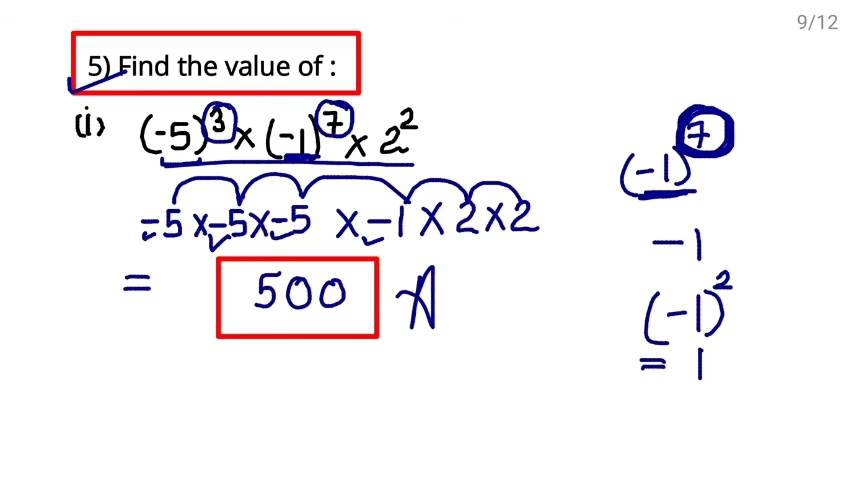 9/12
5) Find the value of :
(i) (-5)³ x (-1)⁷ x 2²
-5 x -5 x -5 x -1 x 2 x 2
= 500
(-1)⁷
-1
(-1)²
= 1